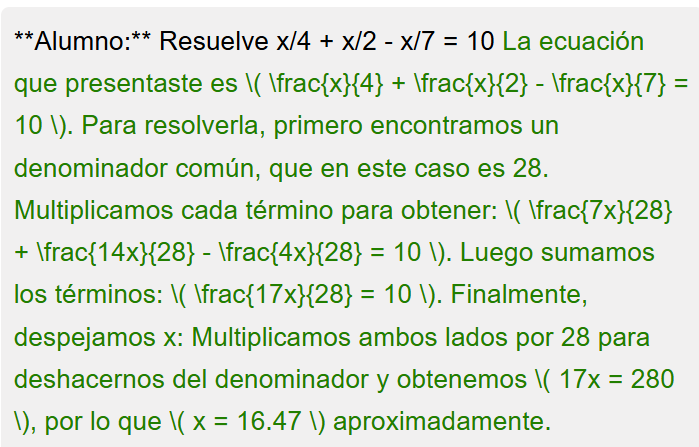 **Alumno:** Resuelve x/4 + x/2 - x/7 = 10 La ecuación
que presentaste es \( \frac{x}{4} + \frac{x}{2} - \frac{x}{7} =
10 \). Para resolverla, primero encontramos un
denominador común, que en este caso es 28.
Multiplicamos cada término para obtener: \( \frac{7x}{28}
+ \frac{14x}{28} - \frac{4x}{28} = 10 \). Luego sumamos
los términos: \( \frac{17x}{28} = 10 \). Finalmente,
despejamos x: Multiplicamos ambos lados por 28 para
deshacernos del denominador y obtenemos \( 17x = 280
\), por lo que \( x = 16.47 \) aproximadamente.